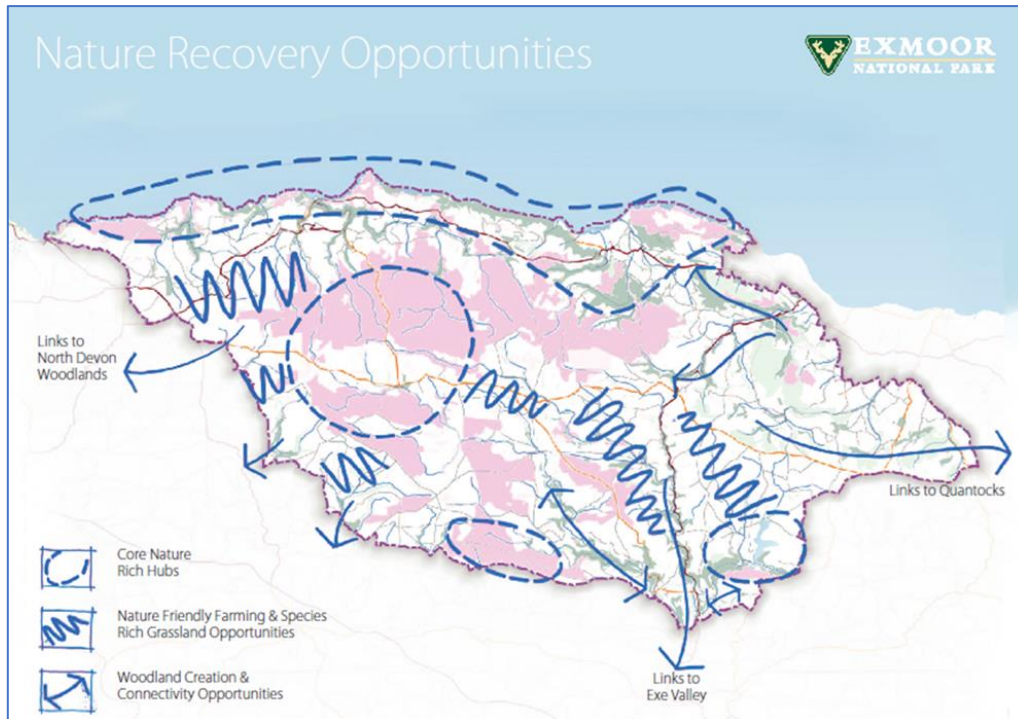 Nature Recovery Opportunities
EXMOOR
NATIONAL PARK
Links to
North Devon
Woodlands
Links to Quantocks
Links to
Exe Valley
Core Nature
Rich Hubs
Nature Friendly Farming & Species
Rich Grassland Opportunities
Woodland Creation &
Connectivity Opportunities